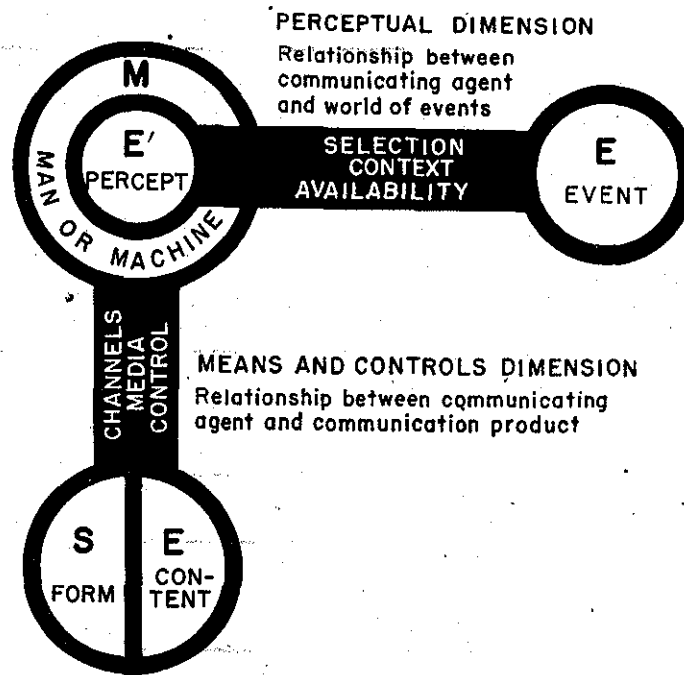 PERCEPTUAL DIMENSION
Relationship between
communicating agent
and world of events
M
E′
PERCEPT
MAN OR MACHINE
SELECTION
CONTEXT
AVAILABILITY
E
EVENT
CHANNELS
MEDIA
CONTROL
MEANS AND CONTROLS DIMENSION
Relationship between communicating
agent and communication product
S
FORM
E
CON-
TENT